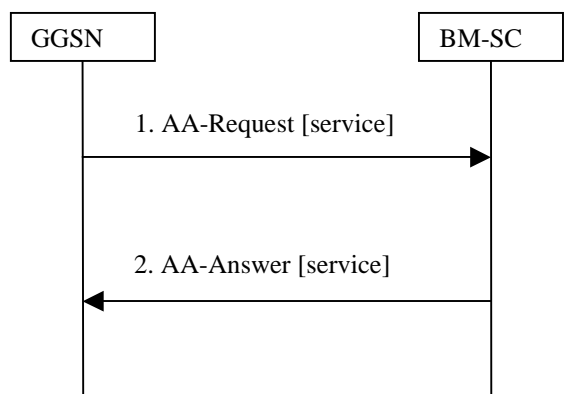 GGSN
BM-SC
1. AA-Request [service]
2. AA-Answer [service]